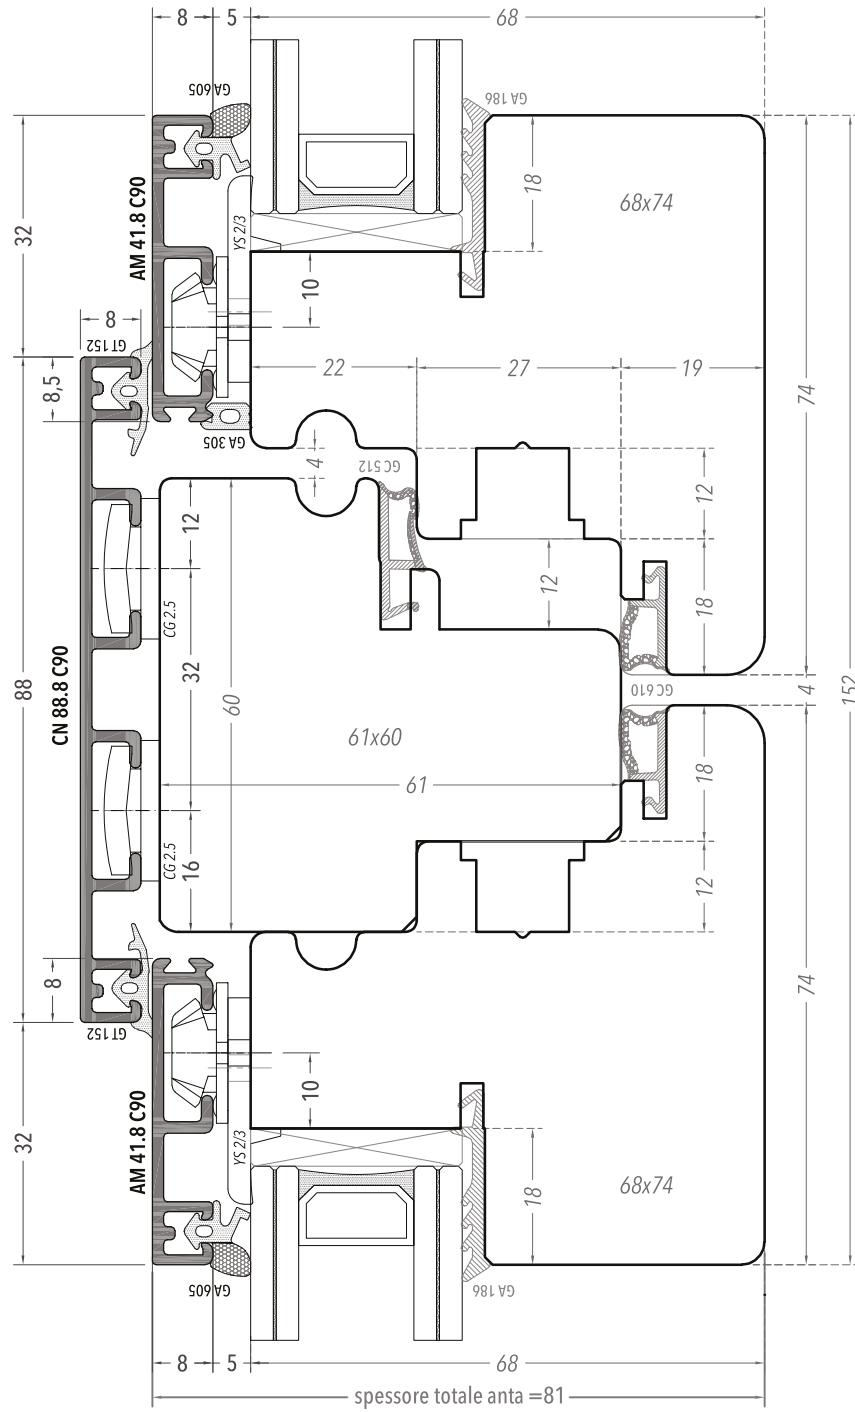 8
5
68
GA 605
GA 186
18
68x74
32
AM 41.8 C90
YS 2/3
10
8
GT 152
22
27
19
74
152
8,5
GA 305
4
GC 512
12
12
12
18
CG 2.5
32
60
88
CN 88.8 C90
61x60
GC 610
4
61
18
CG 2.5
16
12
8
74
GT 152
10
32
AM 41.8 C90
YS 2/3
18
68x74
GA 605
GA 186
8
5
68
spessore totale anta =81